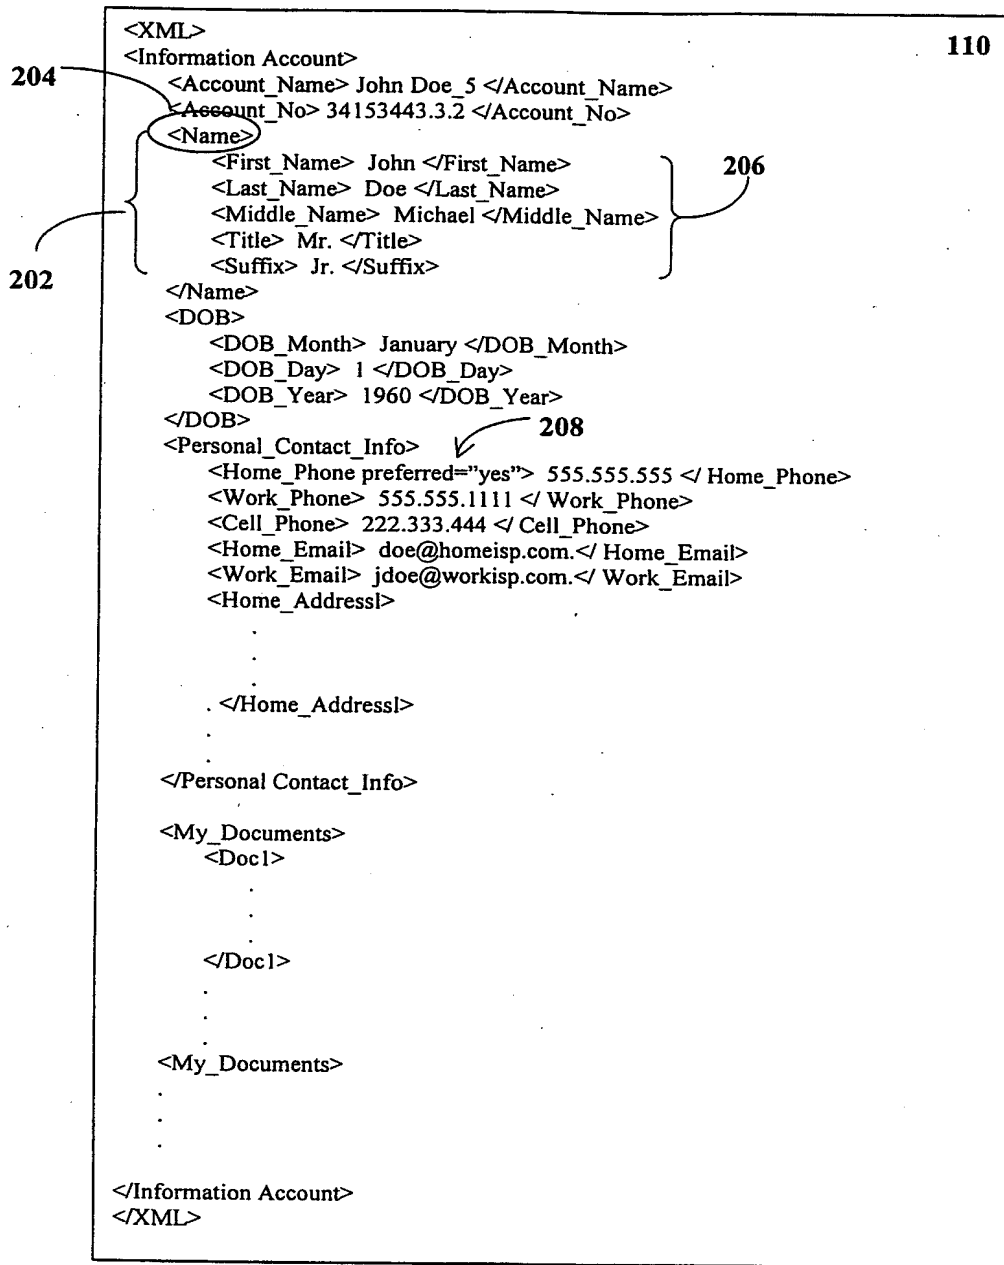 <XML>
110
<Information Account>
204
<Account_Name> John Doe_5 </Account_Name>
<Account_No> 34153443.3.2 </Account_No>
<Name>
<First_Name> John </First_Name>
206
<Last_Name> Doe </Last_Name>
<Middle_Name> Michael </Middle_Name>
<Title> Mr. </Title>
202
<Suffix> Jr. </Suffix>
</Name>
<DOB>
<DOB_Month> January </DOB_Month>
<DOB_Day> 1 </DOB_Day>
<DOB_Year> 1960 </DOB_Year>
</DOB>
208
<Personal_Contact_Info>
<Home_Phone preferred="yes"> 555.555.555 </ Home_Phone>
<Work_Phone> 555.555.1111 </ Work_Phone>
<Cell_Phone> 222.333.444 </ Cell_Phone>
<Home_Email> doe@homeisp.com.</ Home_Email>
<Work_Email> jdoe@workisp.com.</ Work_Email>
<Home_Addressl>
.
.
.
. </Home_Addressl>
.
.
</Personal Contact_Info>
<My_Documents>
<Doc1>
.
.
.
</Doc1>
.
.
.
<My_Documents>
.
.
.
</Information Account>
</XML>